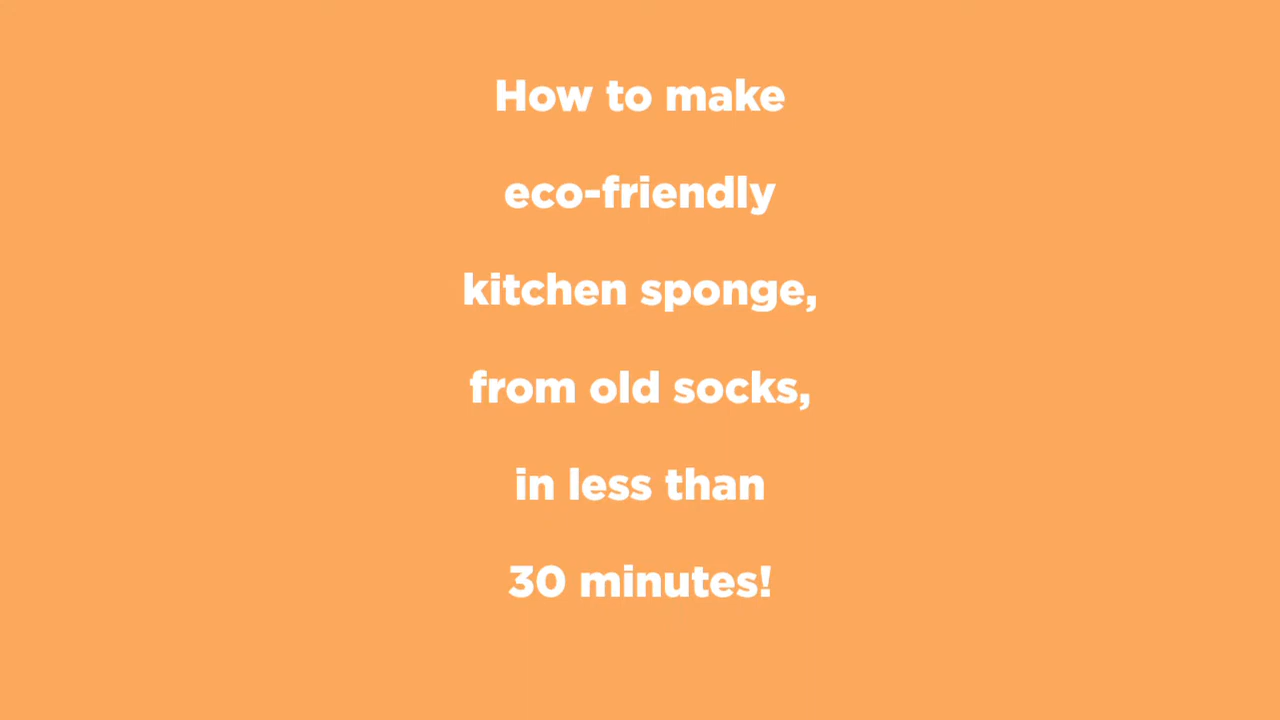 How to make
eco-friendly
kitchen sponge,
from old socks,
in less than
30 minutes!